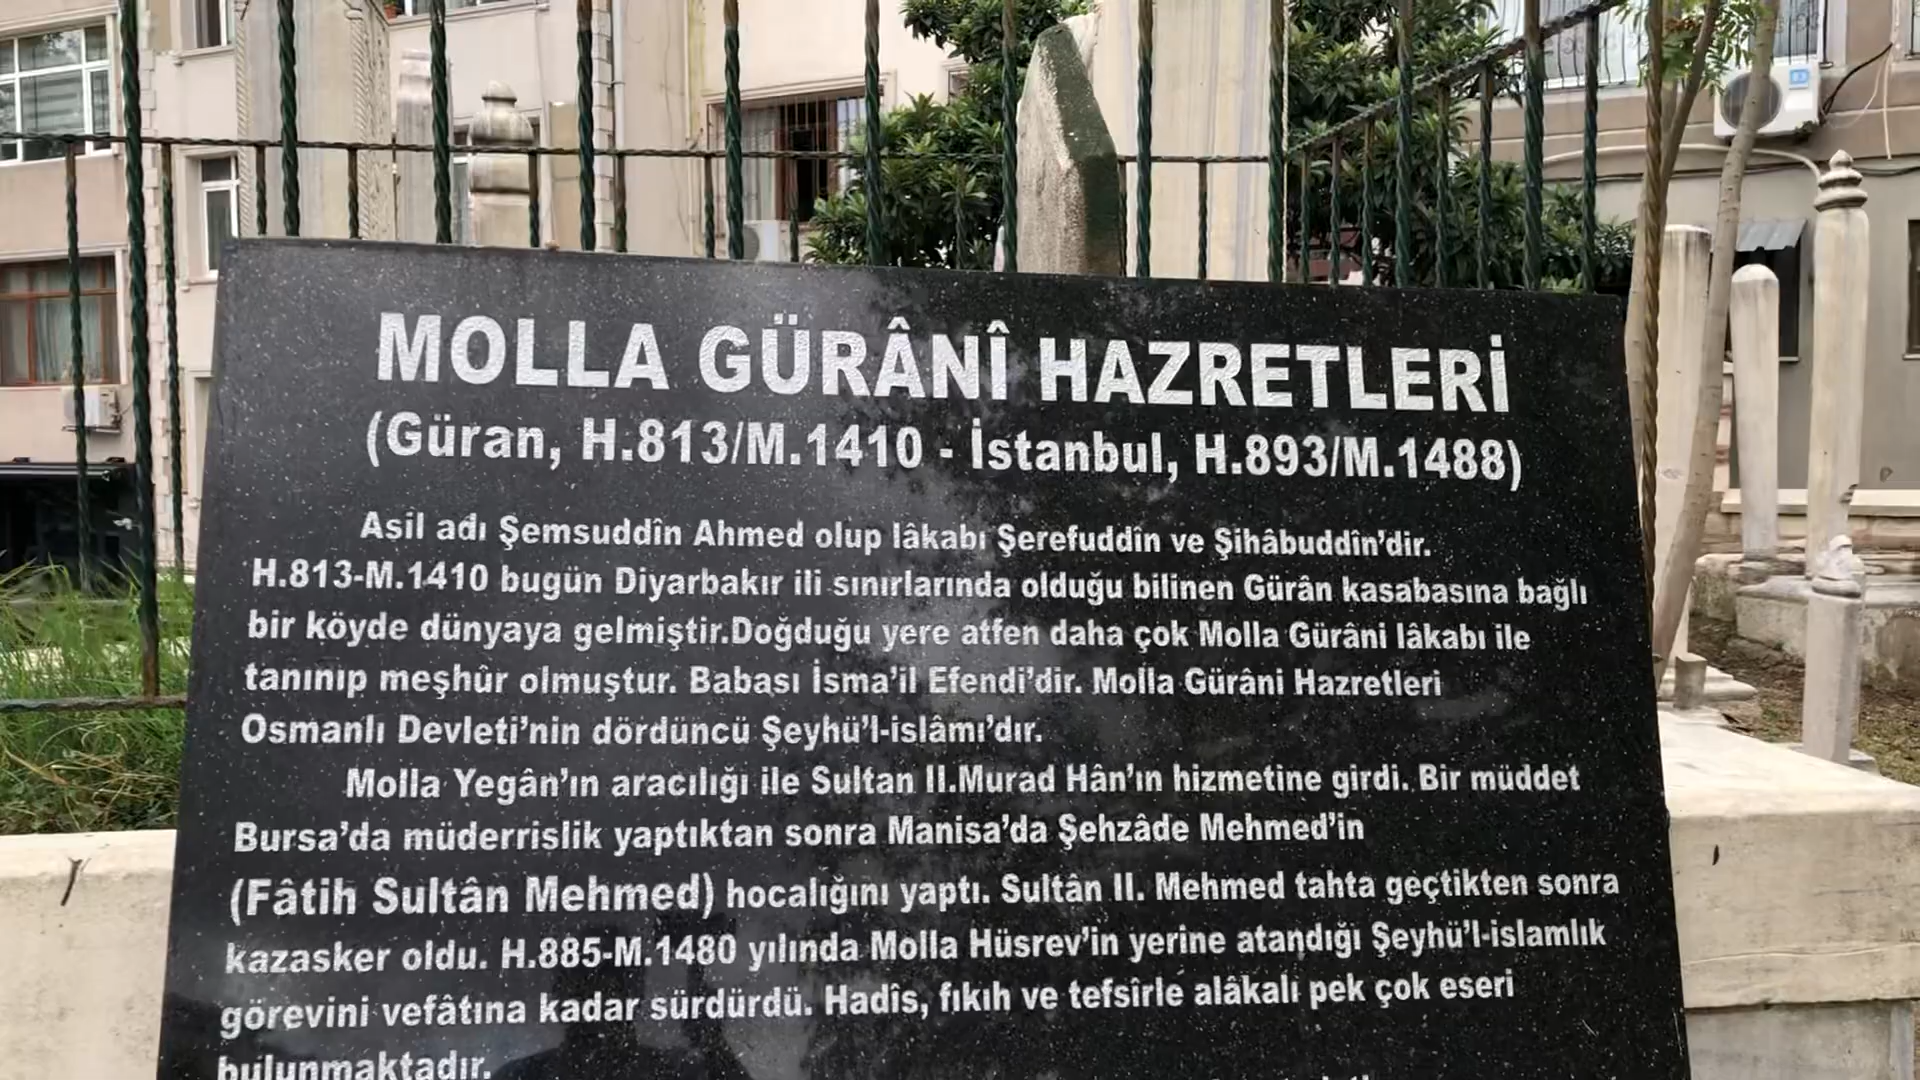 MOLLA GÜRÂNÎ HAZRETLERİ
(Güran, H.813/M.1410 - İstanbul, H.893/M.1488)
Asil adı Şemsuddîn Ahmed olup lâkabı Şerefuddîn ve Şihâbuddîn'dir.
H.813-M.1410 bugün Diyarbakır ili sınırlarında olduğu bilinen Gürân kasabasına bağlı
bir köyde dünyaya gelmiştir.Doğduğu yere atfen daha çok Molla Gürâni lâkabı ile
tanınıp meşhûr olmuştur. Babası İsma'il Efendi'dir. Molla Gürâni Hazretleri
Osmanlı Devleti'nin dördüncü Şeyhü'l-islâmı'dır.
Molla Yegân'ın aracılığı ile Sultan II.Murad Hân'ın hizmetine girdi. Bir müddet
Bursa'da müderrislik yaptıktan sonra Manisa'da Şehzâde Mehmed'in
(Fâtih Sultân Mehmed) hocalığını yaptı. Sultân II. Mehmed tahta geçtikten sonra
kazasker oldu. H.885-M.1480 yılında Molla Hüsrev'in yerine atandığı Şeyhü'l-islamlık
görevini vefâtına kadar sürdürdü. Hadîs, fıkıh ve tefsîrle alâkalı pek çok eseri
bulunmaktadır.